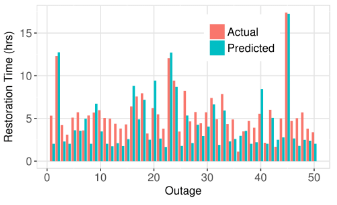 Actual
Predicted
Restoration Time (hrs)
15
10
5
0
0 10 20 30 40 50
Outage